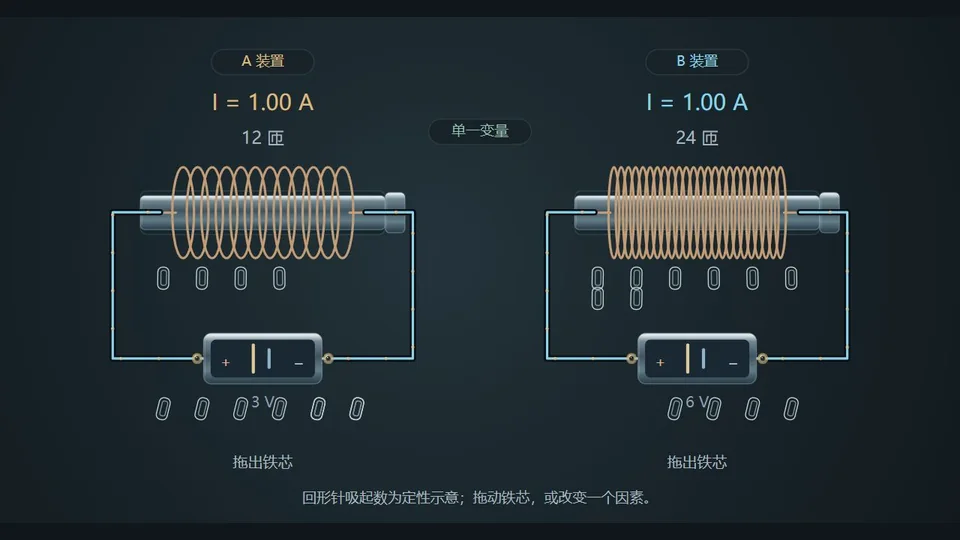 A 装置
B 装置
I = 1.00 A
I = 1.00 A
12 匝
单一变量
24 匝
+
−
+
−
3 V
6 V
拖出铁芯
拖出铁芯
回形针吸起数为定性示意；拖动铁芯，或改变一个因素。